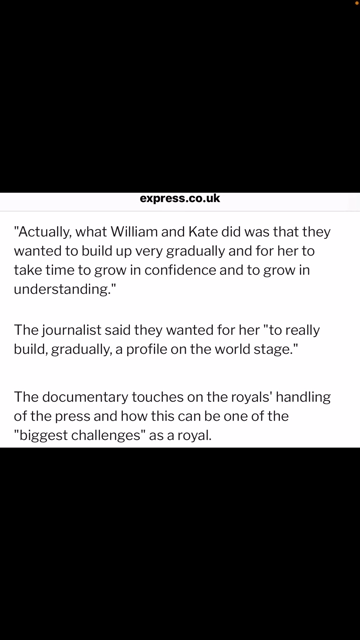 express.co.uk
"Actually, what William and Kate did was that they
wanted to build up very gradually and for her to
take time to grow in confidence and to grow in
understanding."
The journalist said they wanted for her "to really
build, gradually, a profile on the world stage."
The documentary touches on the royals' handling
of the press and how this can be one of the
"biggest challenges" as a royal.